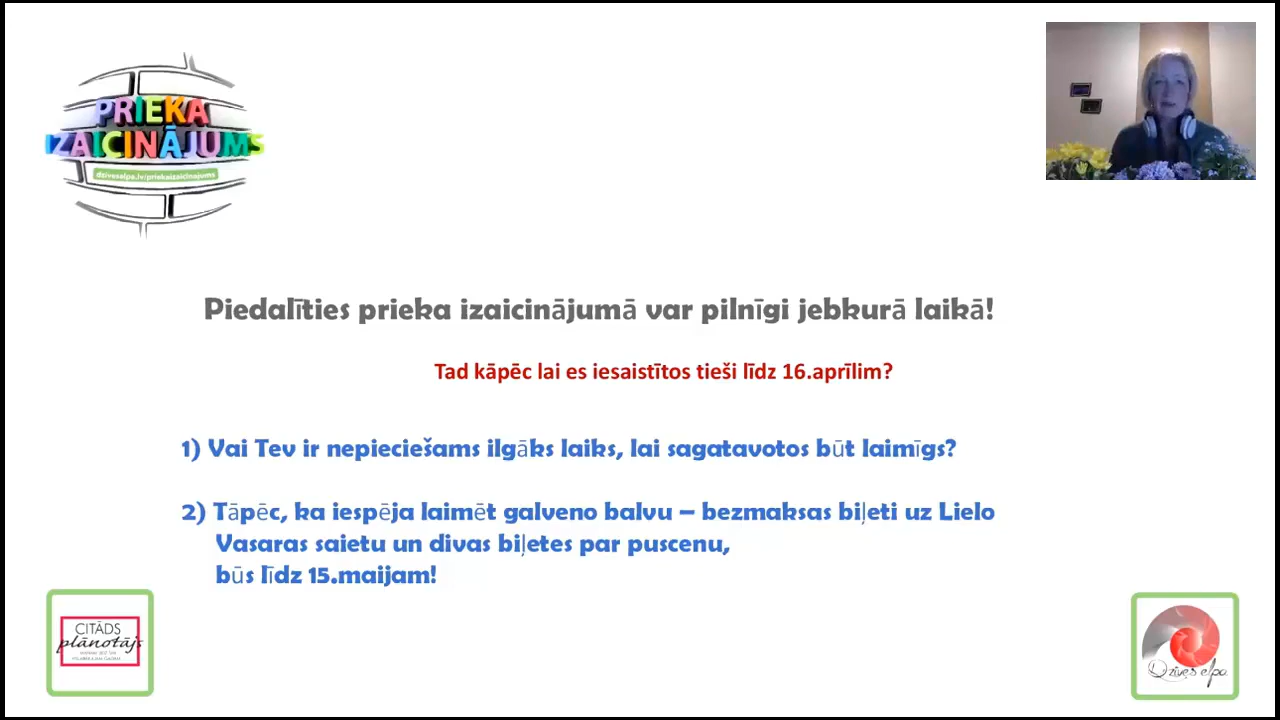 PRIEKA
IZAICINĀJUMS
dziveselpa.lv/priekaizaicinajums
Piedalīties prieka izaicinājumā var pilnīgi jebkurā laikā!
Tad kāpēc lai es iesaistītos tieši līdz 16.aprīlim?
1) Vai Tev ir nepieciešams ilgāks laiks, lai sagatavotos būt laimīgs?
2) Tāpēc, ka iespēja laimēt galveno balvu – bezmaksas biļeti uz Lielo
Vasaras saietu un divas biļetes par puscenu,
būs līdz 15.maijam!
CITĀDS
plānotājs
Dzīves elpa